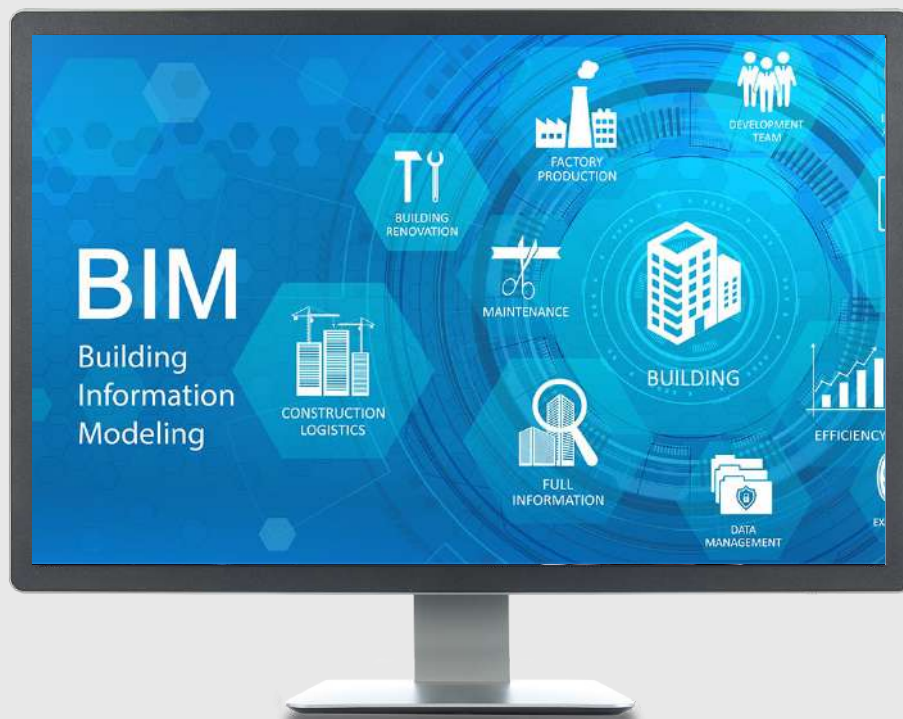 BIM
Building
Information
Modeling
CONSTRUCTION
LOGISTICS
BUILDING
RENOVATION
FACTORY
PRODUCTION
DEVELOPMENT
TEAM
MAINTENANCE
BUILDING
FULL
INFORMATION
EFFICIENCY
DATA
MANAGEMENT